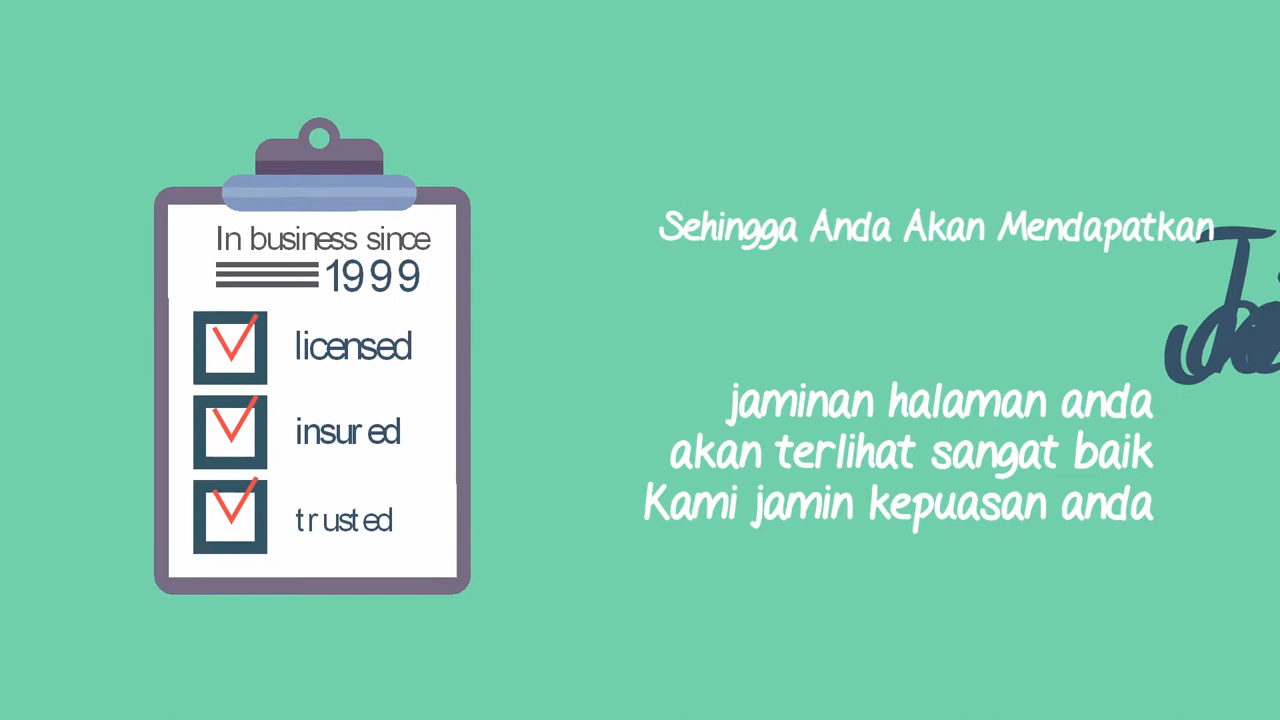 In business since
1999
licensed
insured
trusted
Sehingga Anda Akan Mendapatkan
jaminan halaman anda
akan terlihat sangat baik
Kami jamin kepuasan anda